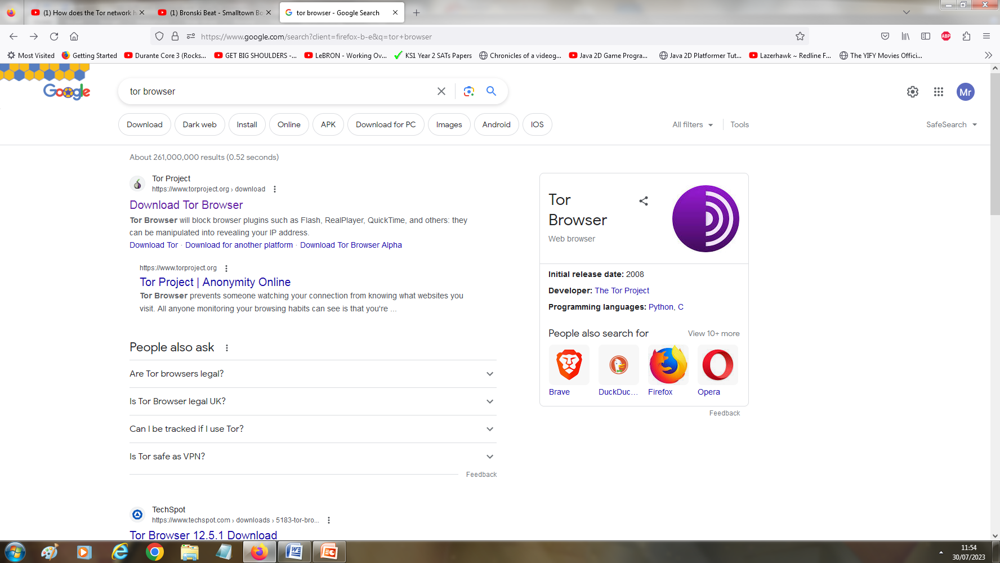 (1) How does the Tor network h
(1) Bronski Beat - Smalltown Bo
tor browser - Google Search
https://www.google.com/search?client=firefox-b-e&q=tor+browser
ABP
Most Visited
Getting Started
Durante Core 3 (Rocks...
GET BIG SHOULDERS -...
LeBRON - Working Ov...
KS1 Year 2 SATs Papers
Chronicles of a videog...
Java 2D Game Progra...
Java 2D Platformer Tut...
Lazerhawk ~ Redline F...
The YIFY Movies Offici...
Google
tor browser
Mr
Download
Dark web
Install
Online
APK
Download for PC
Images
Android
IOS
All filters
Tools
SafeSearch
About 261,000,000 results (0.52 seconds)
Tor Project
https://www.torproject.org › download
Download Tor Browser
Tor Browser will block browser plugins such as Flash, RealPlayer, QuickTime, and others: they
can be manipulated into revealing your IP address.
Download Tor · Download for another platform · Download Tor Browser Alpha
https://www.torproject.org
Tor Project | Anonymity Online
Tor Browser prevents someone watching your connection from knowing what websites you
visit. All anyone monitoring your browsing habits can see is that you're ...
People also ask
Are Tor browsers legal?
Is Tor Browser legal UK?
Can I be tracked if I use Tor?
Is Tor safe as VPN?
Feedback
TechSpot
https://www.techspot.com › downloads › 5183-tor-bro...
Tor Browser 12.5.1 Download
Tor
Browser
Web browser
Initial release date: 2008
Developer: The Tor Project
Programming languages: Python, C
People also search for
View 10+ more
Brave
DuckDuc...
Firefox
Opera
Feedback
11:54
30/07/2023